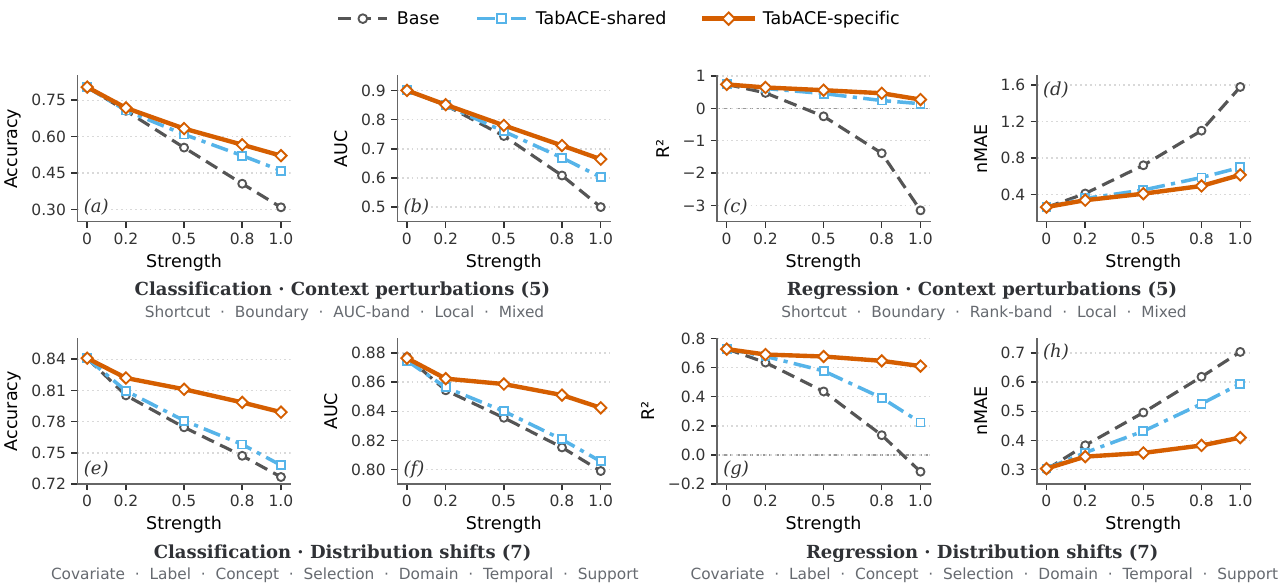 Base TabACE-shared TabACE-specific
Accuracy
0.75
0.60
0.45
0.30
(a)
0 0.2 0.5 0.8 1.0
Strength
AUC
0.9
0.8
0.7
0.6
0.5
(b)
0 0.2 0.5 0.8 1.0
Strength
Classification · Context perturbations (5)
Shortcut · Boundary · AUC-band · Local · Mixed
R²
1
0
−1
−2
−3
(c)
0 0.2 0.5 0.8 1.0
Strength
nMAE
1.6
1.2
0.8
0.4
(d)
0 0.2 0.5 0.8 1.0
Strength
Regression · Context perturbations (5)
Shortcut · Boundary · Rank-band · Local · Mixed
Accuracy
0.84
0.81
0.78
0.75
0.72
(e)
0 0.2 0.5 0.8 1.0
Strength
AUC
0.88
0.86
0.84
0.82
0.80
(f)
0 0.2 0.5 0.8 1.0
Strength
Classification · Distribution shifts (7)
Covariate · Label · Concept · Selection · Domain · Temporal · Support
R²
0.8
0.6
0.4
0.2
0.0
−0.2
(g)
0 0.2 0.5 0.8 1.0
Strength
nMAE
0.7
0.6
0.5
0.4
0.3
(h)
0 0.2 0.5 0.8 1.0
Strength
Regression · Distribution shifts (7)
Covariate · Label · Concept · Selection · Domain · Temporal · Support